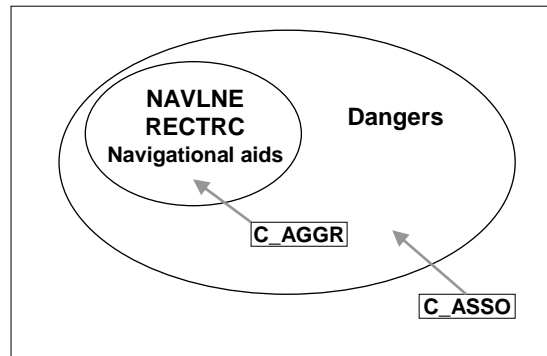 NAVLNE
RECTRC
Navigational aids
Dangers
C_AGGR
C_ASSO